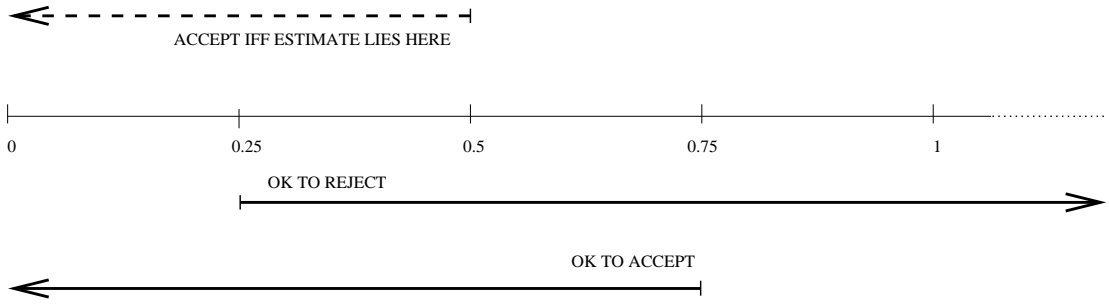 ACCEPT IFF ESTIMATE LIES HERE
0 0.25 0.5 0.75 1
OK TO REJECT
OK TO ACCEPT